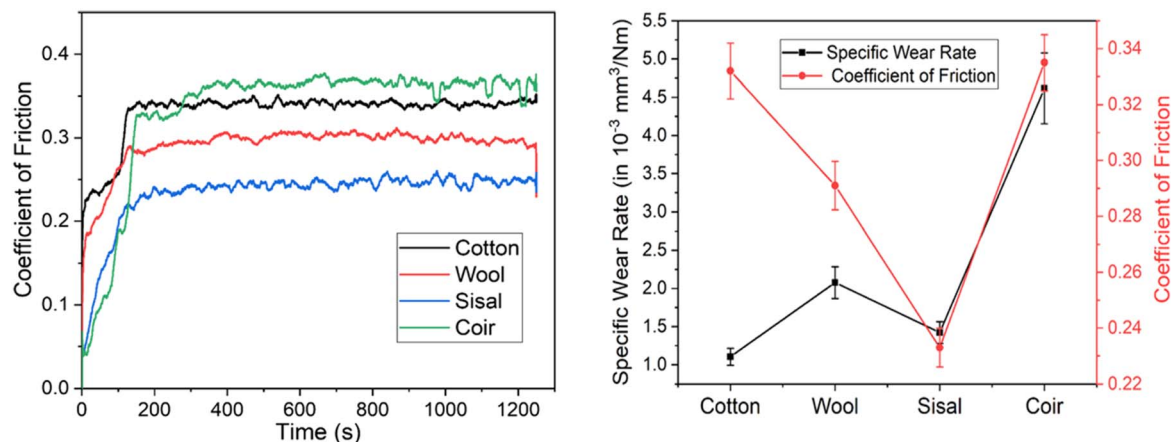 0.4
0.3
0.2
0.1
0.0
Coefficient of Friction
0 200 400 600 800 1000 1200
Time (s)
Cotton
Wool
Sisal
Coir
5.5
5.0
4.5
4.0
3.5
3.0
2.5
2.0
1.5
1.0
Specific Wear Rate (in 10⁻³ mm³/Nm)
Specific Wear Rate
Coefficient of Friction
Cotton Wool Sisal Coir
0.34
0.32
0.30
0.28
0.26
0.24
0.22
Coefficient of Friction